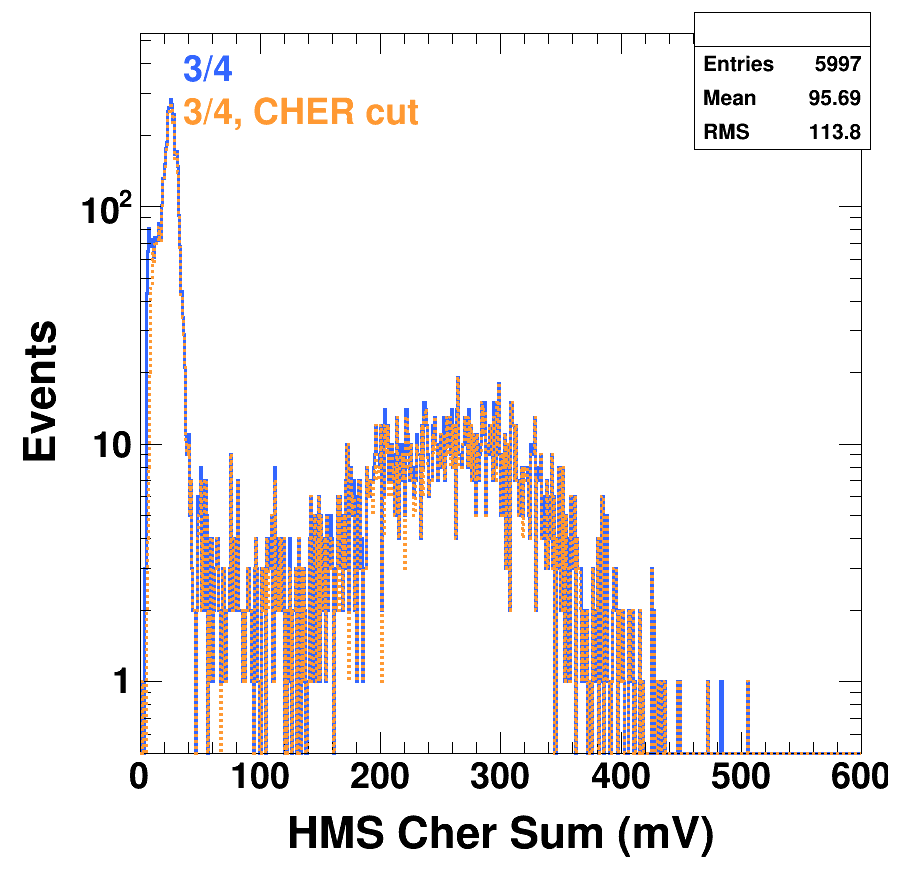 3/4
3/4, CHER cut
Entries 5997
Mean 95.69
RMS 113.8
Events
10²
10
1
0 100 200 300 400 500 600
HMS Cher Sum (mV)